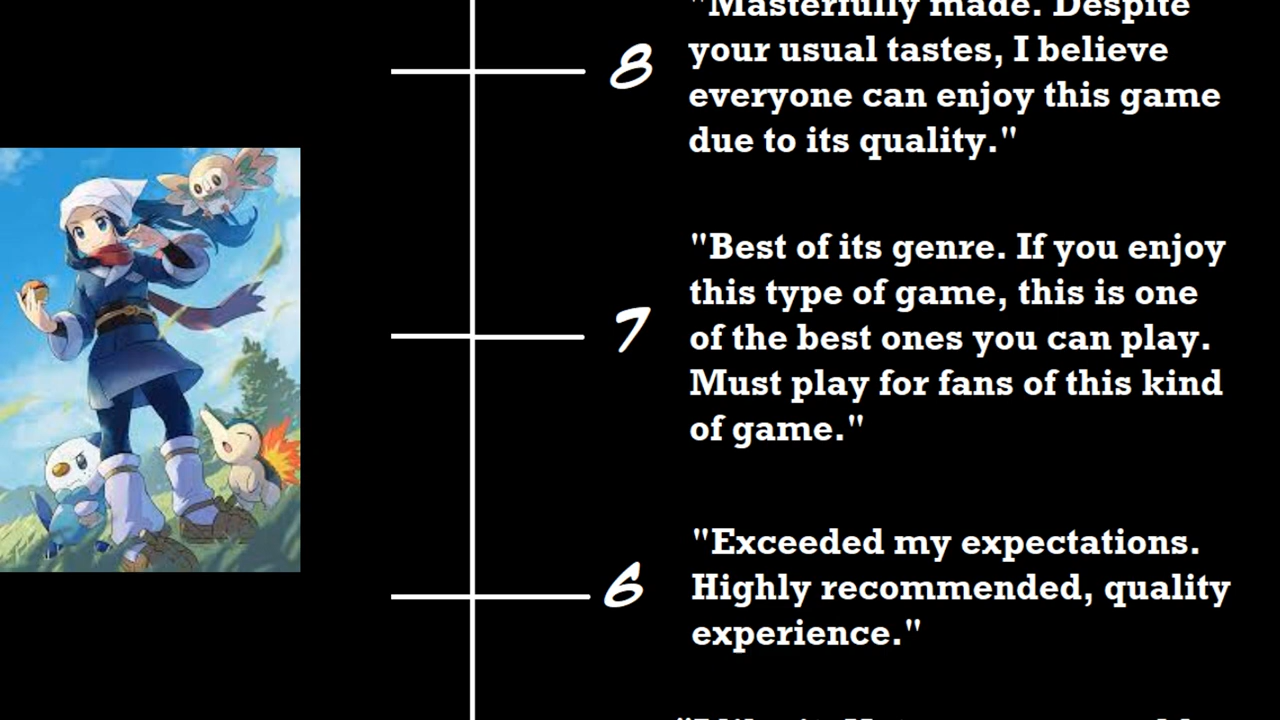 "Masterfully made. Despite
your usual tastes, I believe
everyone can enjoy this game
due to its quality."
8
"Best of its genre. If you enjoy
this type of game, this is one
of the best ones you can play.
Must play for fans of this kind
of game."
7
"Exceeded my expectations.
Highly recommended, quality
experience."
6